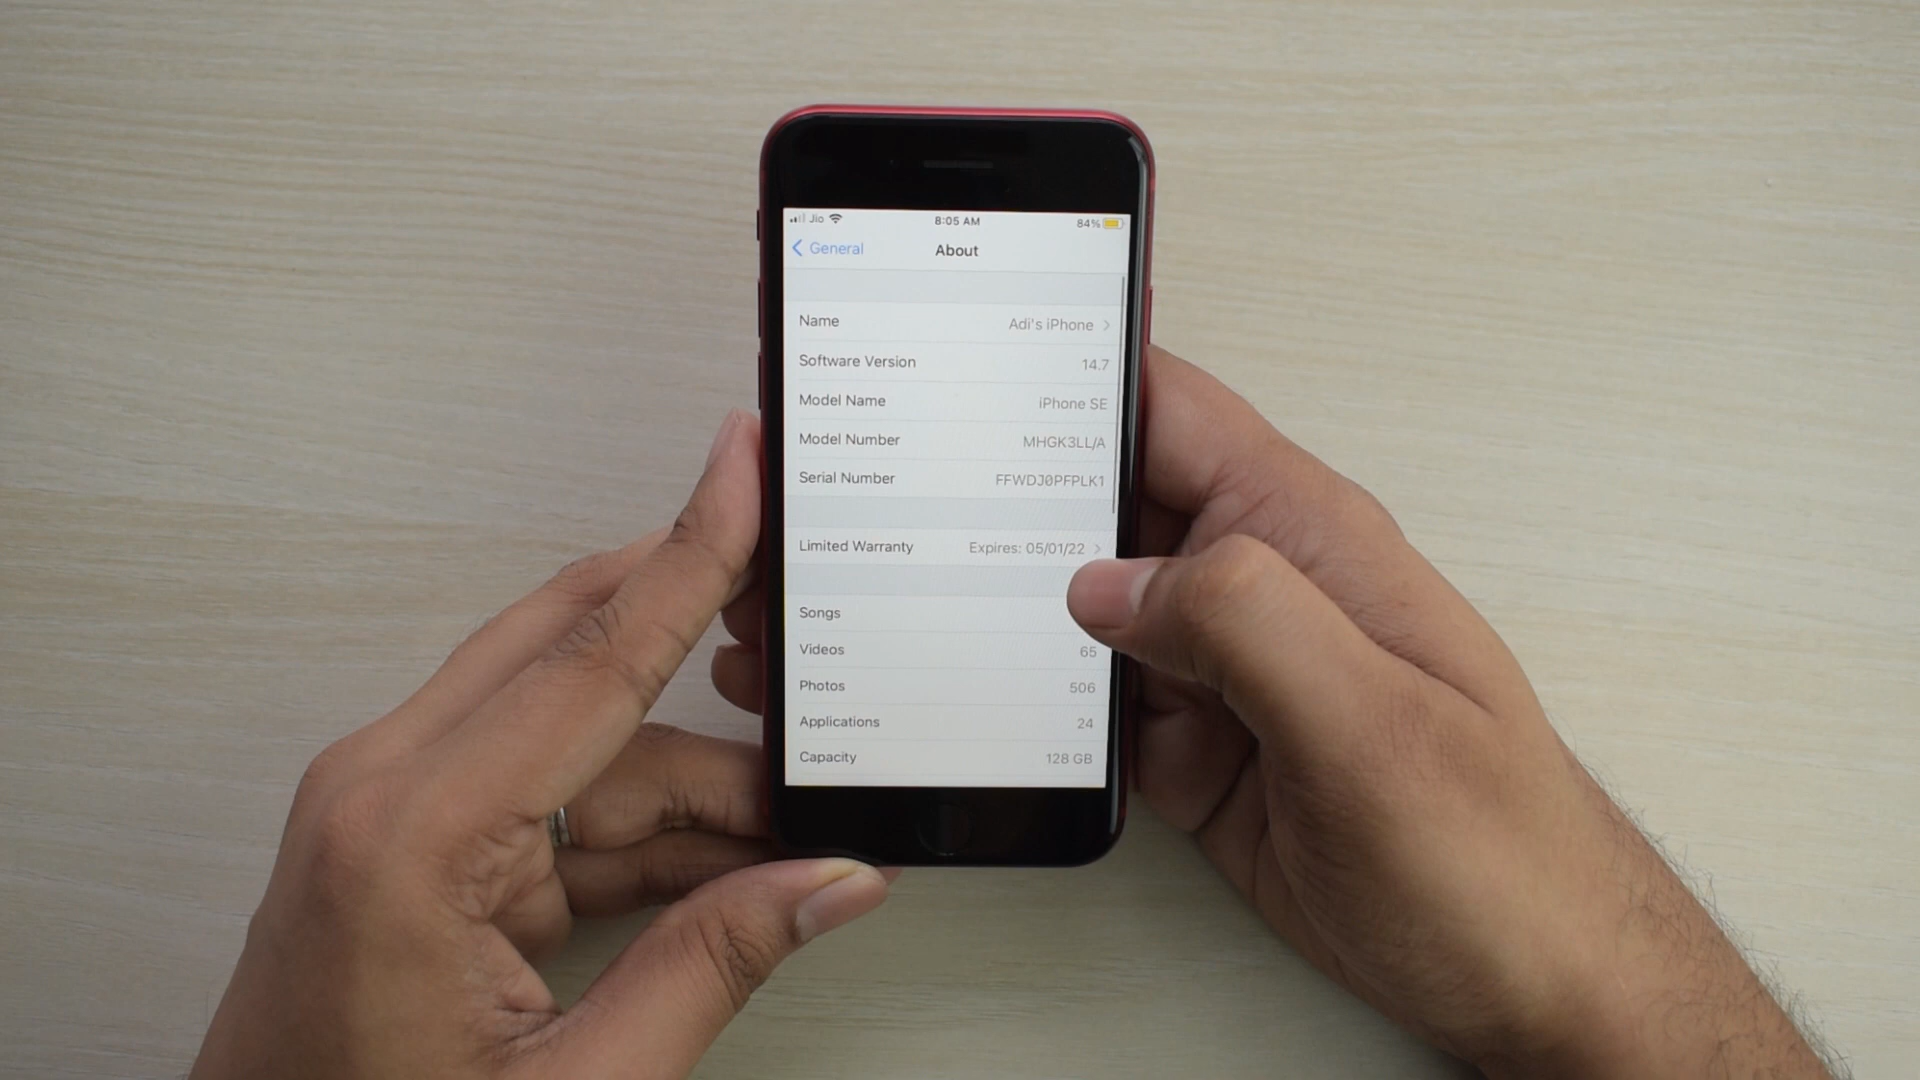 Jio 8:05 AM 84%
General About
Name Adi's iPhone
Software Version 14.7
Model Name iPhone SE
Model Number MHGK3LL/A
Serial Number FFWDJ0PFPLK1
Limited Warranty Expires: 05/01/22
Songs
Videos 65
Photos 506
Applications 24
Capacity 128 GB